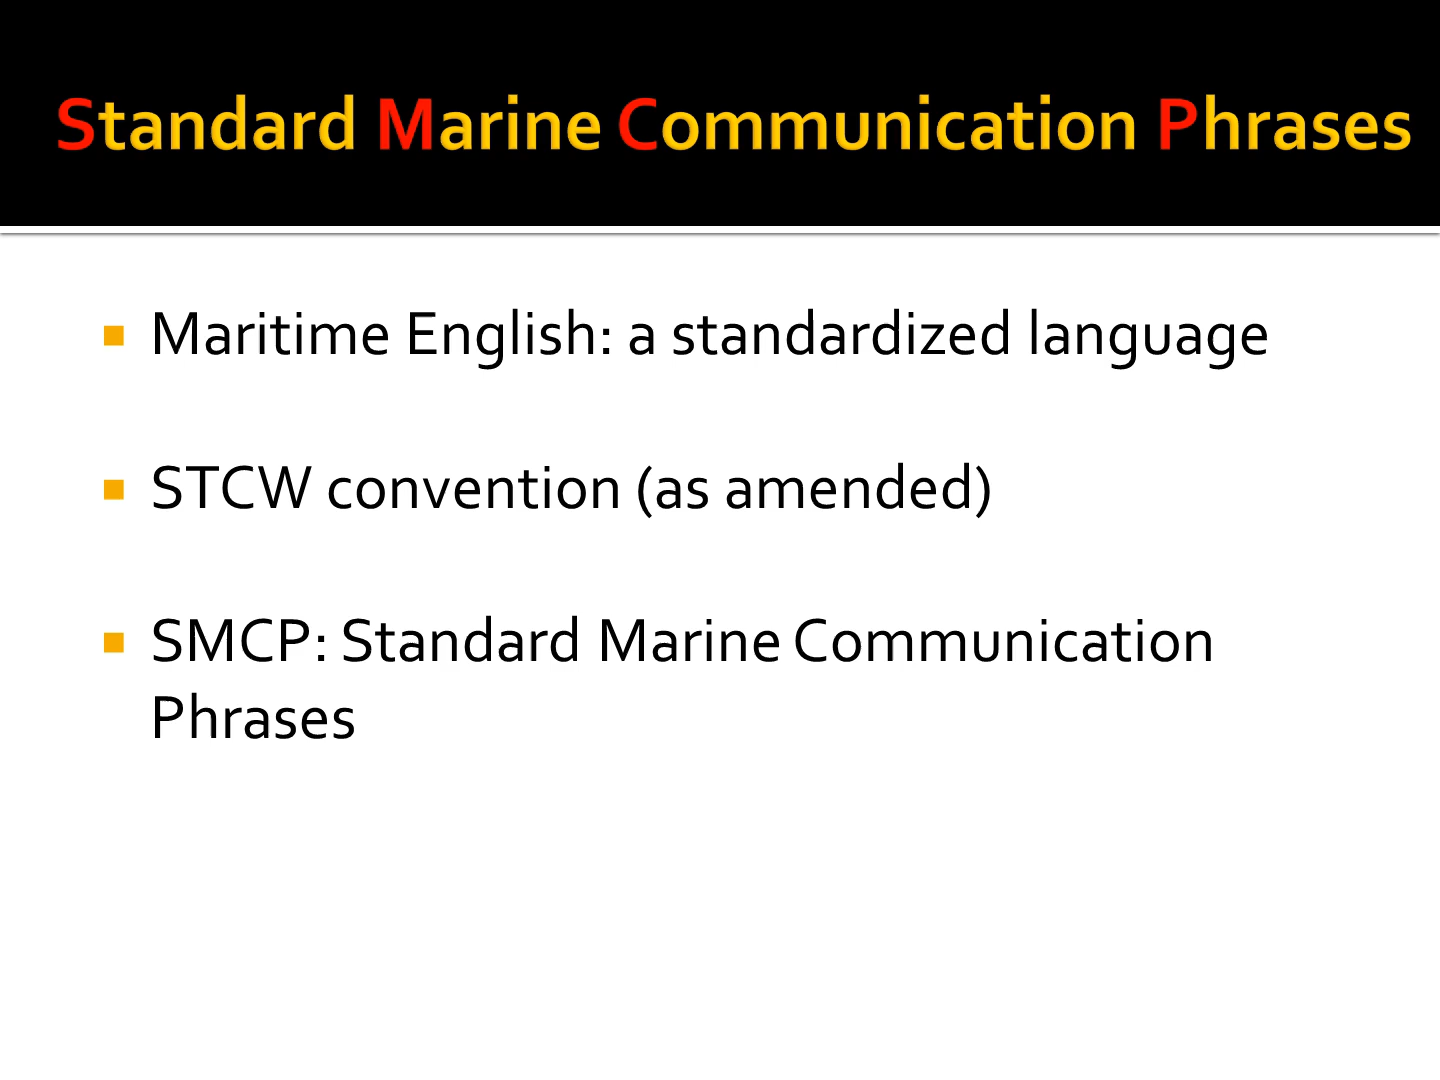 Standard Marine Communication Phrases
Maritime English: a standardized language
STCW convention (as amended)
SMCP: Standard Marine Communication
Phrases